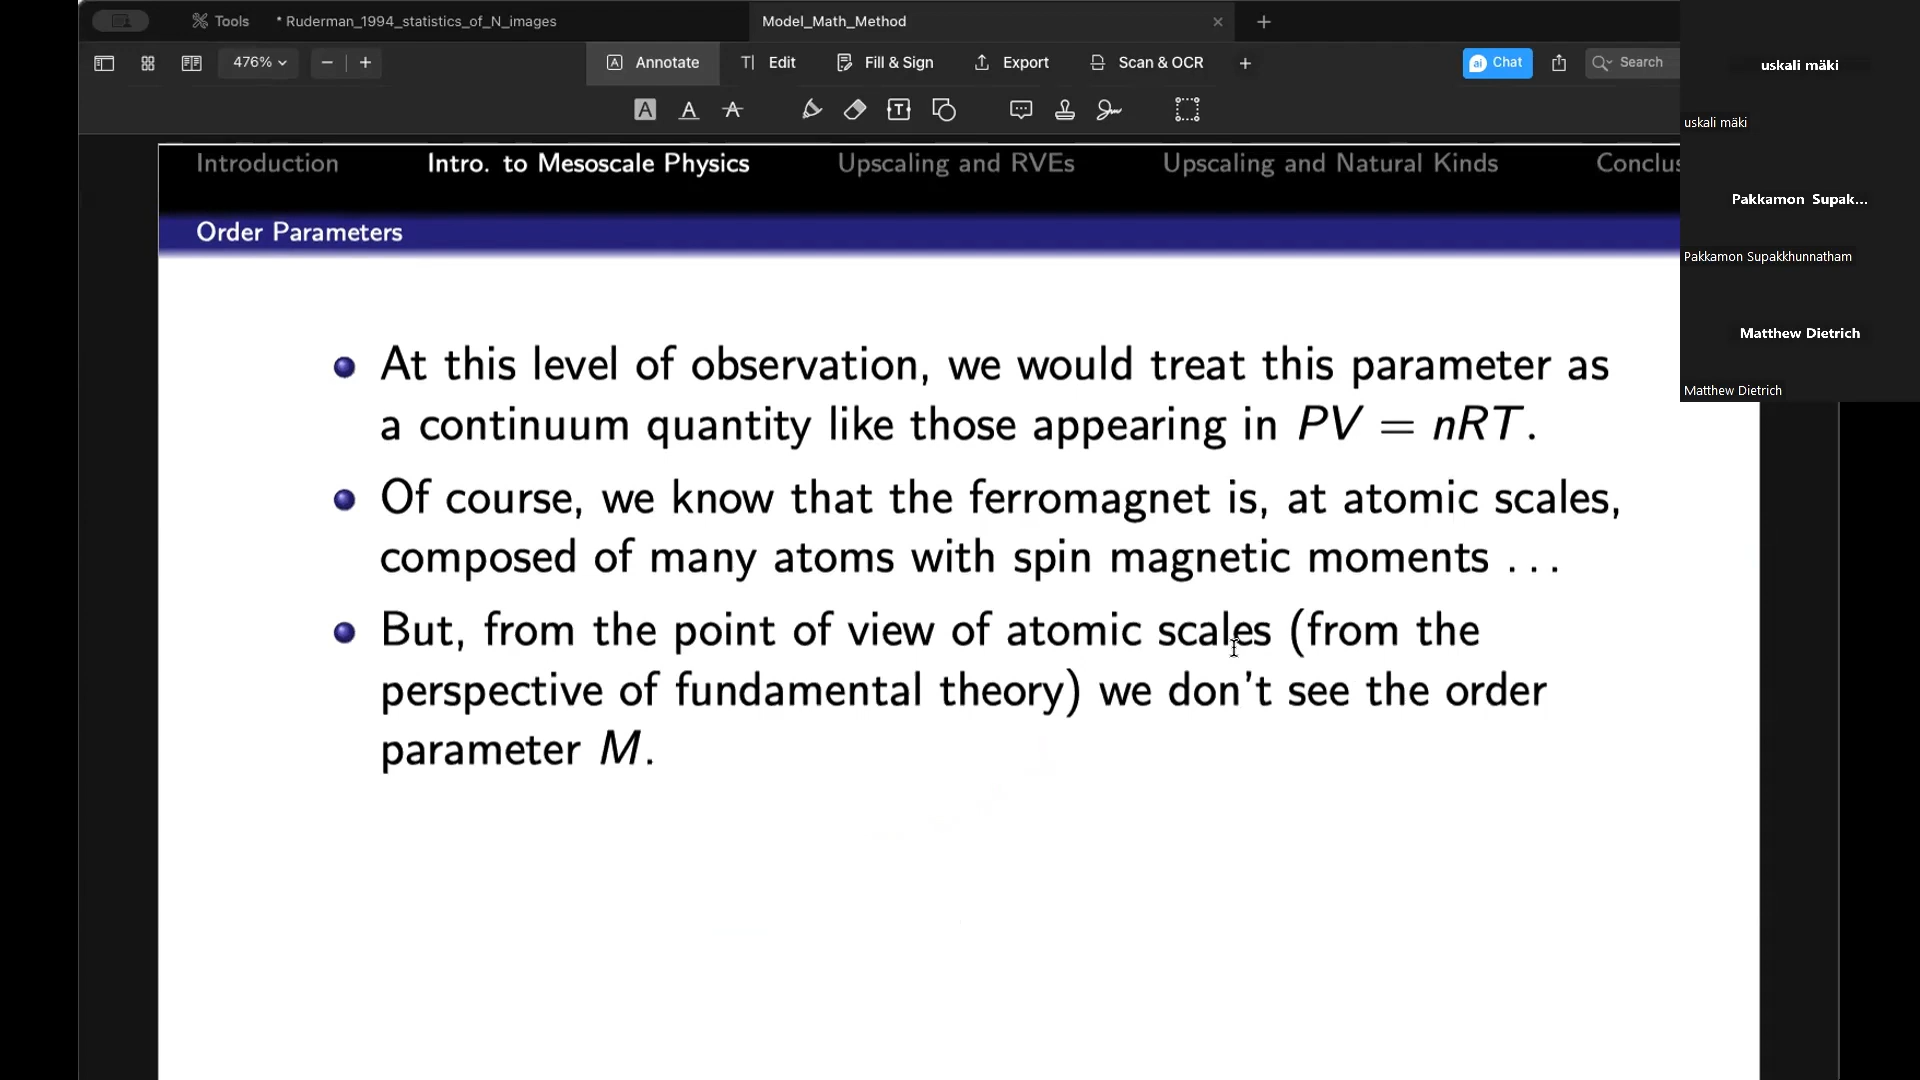 Tools
* Ruderman_1994_statistics_of_N_images
Model_Math_Method
476%
Annotate
Edit
Fill & Sign
Export
Scan & OCR
Chat
Search
Introduction
Intro. to Mesoscale Physics
Upscaling and RVEs
Upscaling and Natural Kinds
Conclus
Order Parameters
At this level of observation, we would treat this parameter as
a continuum quantity like those appearing in PV = nRT.
Of course, we know that the ferromagnet is, at atomic scales,
composed of many atoms with spin magnetic moments . . .
But, from the point of view of atomic scales (from the
perspective of fundamental theory) we don't see the order
parameter M.
uskali mäki
uskali mäki
Pakkamon Supak...
Pakkamon Supakkhunnatham
Matthew Dietrich
Matthew Dietrich